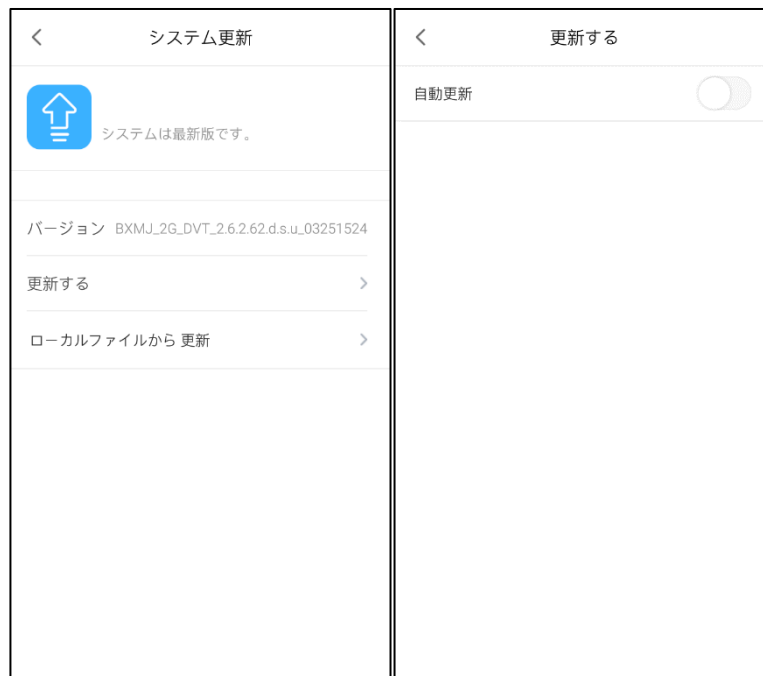 システム更新
システムは最新版です。
バージョン BXMJ_2G_DVT_2.6.2.62.d.s.u_03251524
更新する
ローカルファイルから 更新
更新する
自動更新